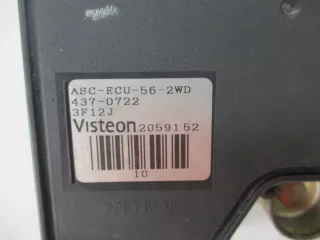 ASC-ECU-56-2WD
437-0722
3F12J
Visteon 2059152
10